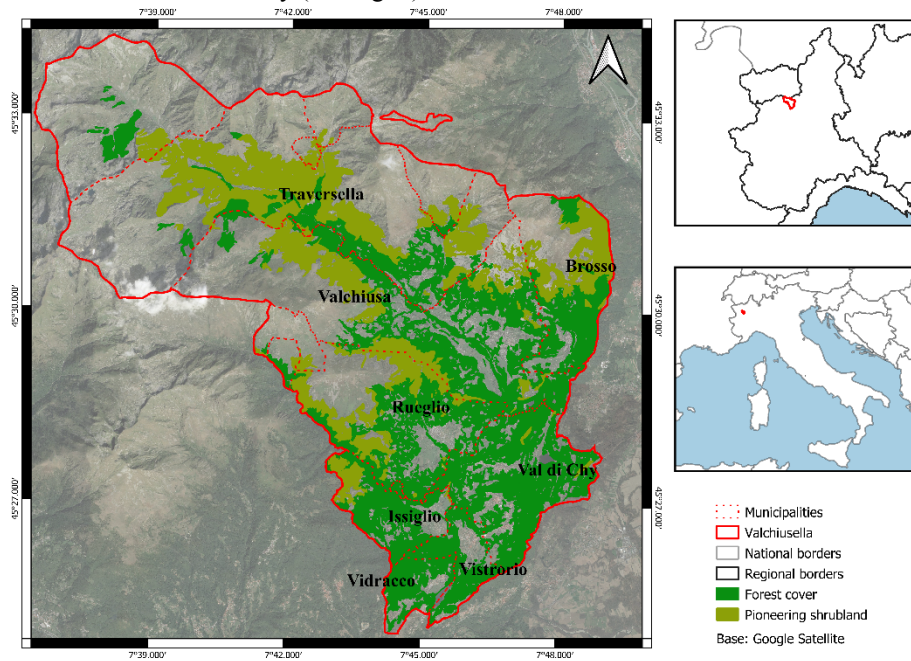 7°39.000'
7°42.000'
7°45.000'
7°48.000'
45°33.000'
45°33.000'
Traversella
Brosso
Valchiusa
45°30.000'
45°30.000'
Rueglio
Val di Chy
45°27.000'
45°27.000'
Issiglio
Vidracco
Vistrorio
7°39.000'
7°42.000'
7°45.000'
7°48.000'
Municipalities
Valchiusella
National borders
Regional borders
Forest cover
Pioneering shrubland
Base: Google Satellite